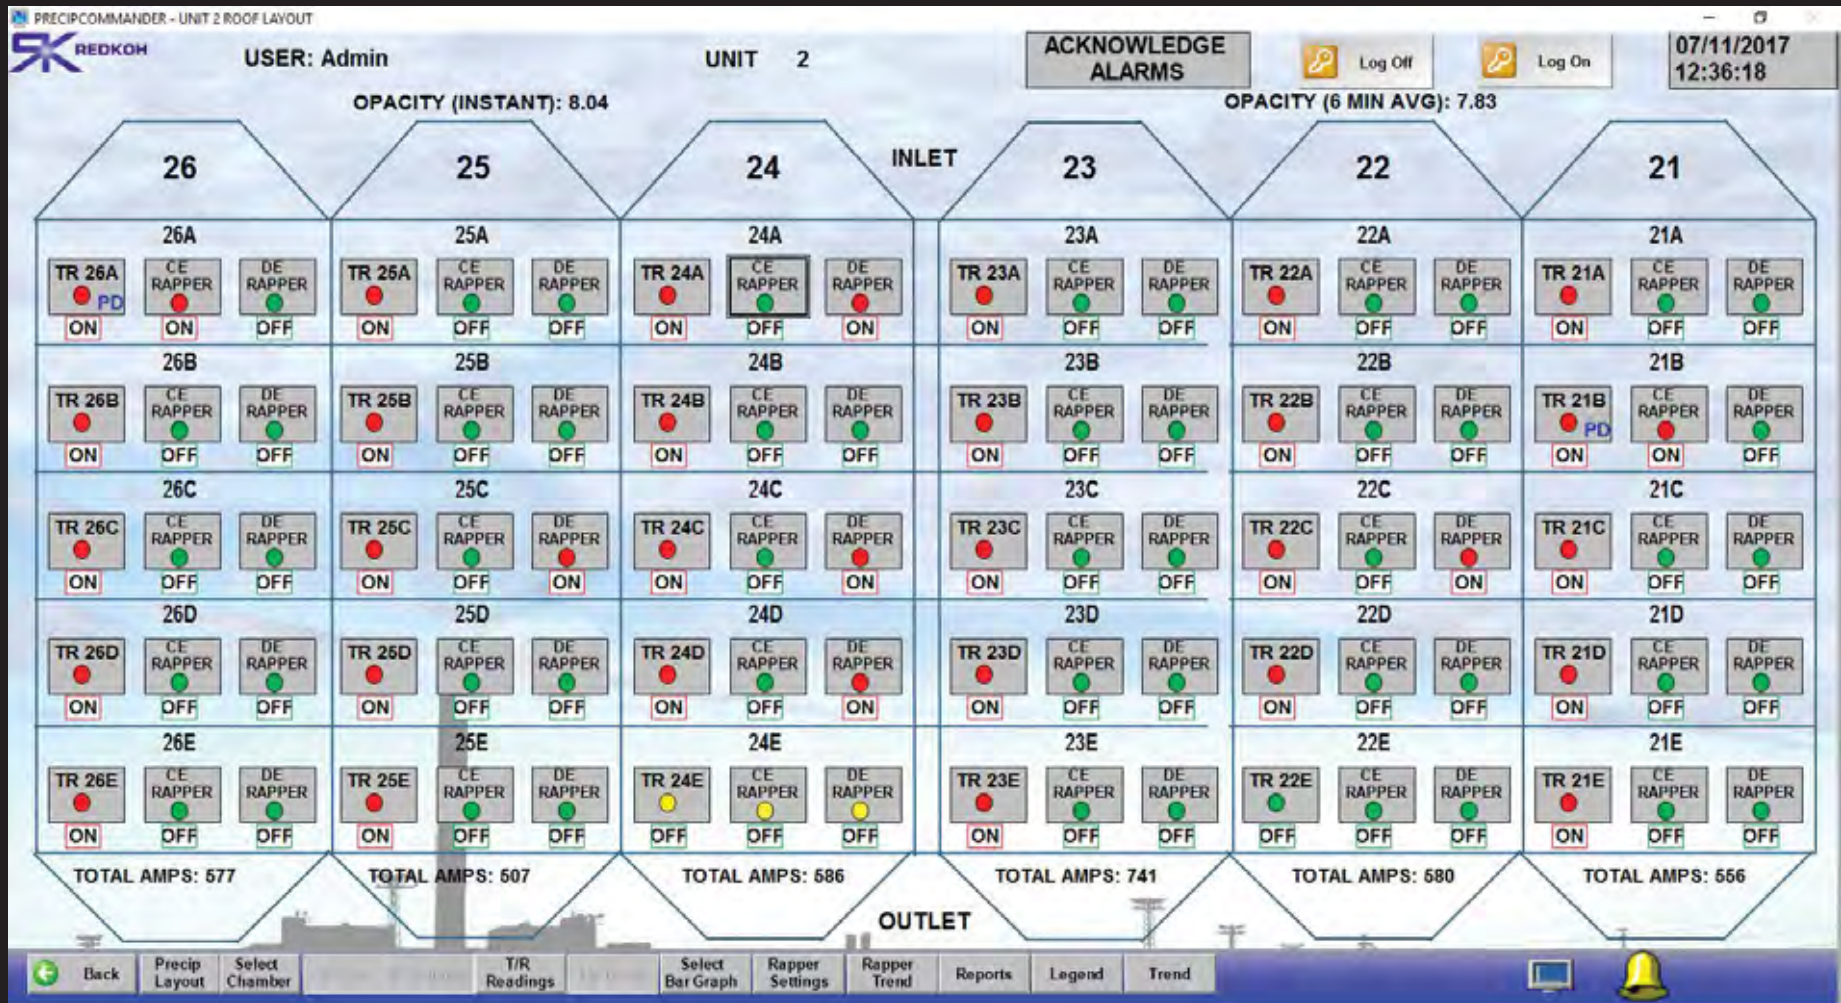 PRECIPCOMMANDER - UNIT 2 ROOF LAYOUT
REDKOH
USER: Admin
UNIT 2
ACKNOWLEDGE
ALARMS
Log Off
Log On
07/11/2017
12:36:18
OPACITY (INSTANT): 8.04
OPACITY (6 MIN AVG): 7.83
26 25 24 INLET 23 22 21
26A 25A 24A 23A 22A 21A
TR 26A CE RAPPER DE RAPPER TR 25A CE RAPPER DE RAPPER TR 24A CE RAPPER DE RAPPER TR 23A CE RAPPER DE RAPPER TR 22A CE RAPPER DE RAPPER TR 21A CE RAPPER DE RAPPER
PD
ON ON OFF ON OFF OFF ON OFF ON ON OFF OFF ON OFF OFF ON OFF OFF
26B 25B 24B 23B 22B 21B
TR 26B CE RAPPER DE RAPPER TR 25B CE RAPPER DE RAPPER TR 24B CE RAPPER DE RAPPER TR 23B CE RAPPER DE RAPPER TR 22B CE RAPPER DE RAPPER TR 21B CE RAPPER DE RAPPER
PD
ON OFF OFF ON OFF OFF ON OFF OFF ON OFF OFF ON OFF OFF ON ON OFF
26C 25C 24C 23C 22C 21C
TR 26C CE RAPPER DE RAPPER TR 25C CE RAPPER DE RAPPER TR 24C CE RAPPER DE RAPPER TR 23C CE RAPPER DE RAPPER TR 22C CE RAPPER DE RAPPER TR 21C CE RAPPER DE RAPPER
ON OFF OFF ON OFF ON ON OFF ON ON OFF OFF ON OFF ON ON OFF OFF
26D 25D 24D 23D 22D 21D
TR 26D CE RAPPER DE RAPPER TR 25D CE RAPPER DE RAPPER TR 24D CE RAPPER DE RAPPER TR 23D CE RAPPER DE RAPPER TR 22D CE RAPPER DE RAPPER TR 21D CE RAPPER DE RAPPER
ON OFF OFF ON OFF OFF ON OFF ON ON OFF OFF ON OFF OFF ON OFF OFF
26E 25E 24E 23E 22E 21E
TR 26E CE RAPPER DE RAPPER TR 25E CE RAPPER DE RAPPER TR 24E CE RAPPER DE RAPPER TR 23E CE RAPPER DE RAPPER TR 22E CE RAPPER DE RAPPER TR 21E CE RAPPER DE RAPPER
ON OFF OFF ON OFF OFF OFF OFF OFF ON OFF OFF OFF OFF OFF ON OFF OFF
TOTAL AMPS: 577 TOTAL AMPS: 507 TOTAL AMPS: 586 TOTAL AMPS: 741 TOTAL AMPS: 580 TOTAL AMPS: 556
OUTLET
Back
Precip
Layout
Select
Chamber
T/R
Readings
Select
Bar Graph
Rapper
Settings
Rapper
Trend
Reports
Legend
Trend